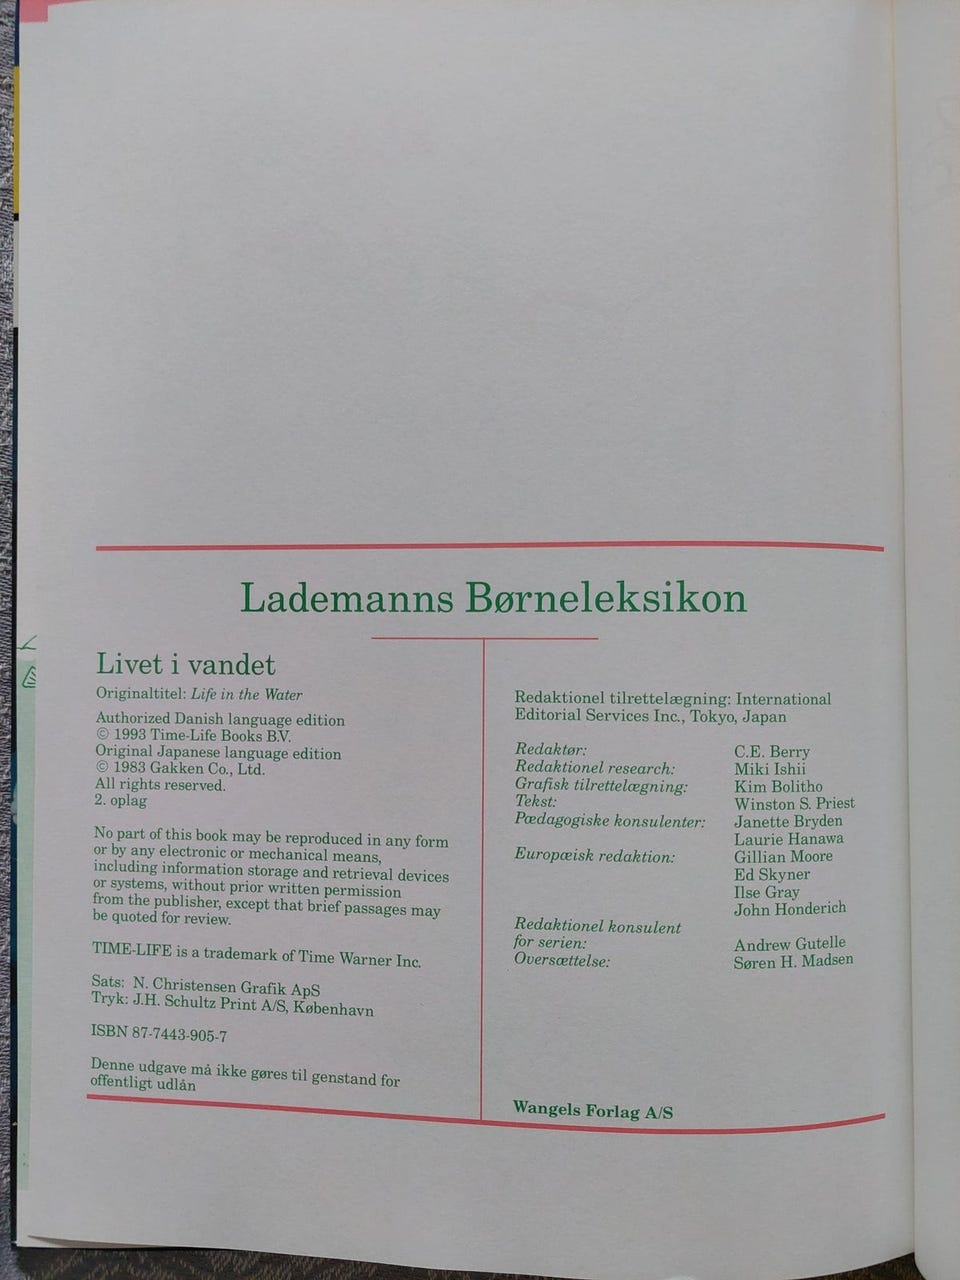 Lademanns Børneleksikon
Livet i vandet
Originaltitel: Life in the Water
Authorized Danish language edition
© 1993 Time-Life Books B.V.
Original Japanese language edition
© 1983 Gakken Co., Ltd.
All rights reserved.
2. oplag
No part of this book may be reproduced in any form
or by any electronic or mechanical means,
including information storage and retrieval devices
or systems, without prior written permission
from the publisher, except that brief passages may
be quoted for review.
TIME-LIFE is a trademark of Time Warner Inc.
Sats: N. Christensen Grafik ApS
Tryk: J.H. Schultz Print A/S, København
ISBN 87-7443-905-7
Denne udgave må ikke gøres til genstand for
offentligt udlån
Redaktionel tilrettelægning: International
Editorial Services Inc., Tokyo, Japan
Redaktør: C.E. Berry
Redaktionel research: Miki Ishii
Grafisk tilrettelægning: Kim Bolitho
Tekst: Winston S. Priest
Pædagogiske konsulenter: Janette Bryden
Laurie Hanawa
Europæisk redaktion: Gillian Moore
Ed Skyner
Ilse Gray
John Honderich
Redaktionel konsulent
for serien: Andrew Gutelle
Oversættelse: Søren H. Madsen
Wangels Forlag A/S